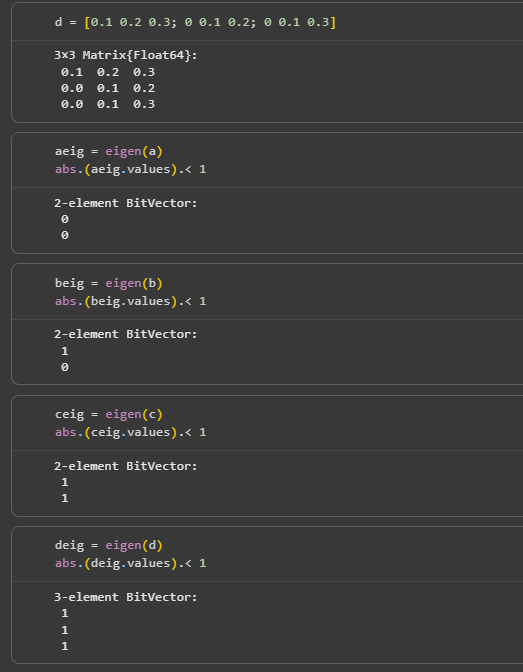 d = [0.1 0.2 0.3; 0 0.1 0.2; 0 0.1 0.3]
3×3 Matrix{Float64}:
0.1 0.2 0.3
0.0 0.1 0.2
0.0 0.1 0.3
aeig = eigen(a)
abs.(aeig.values).< 1
2-element BitVector:
0
0
beig = eigen(b)
abs.(beig.values).< 1
2-element BitVector:
1
0
ceig = eigen(c)
abs.(ceig.values).< 1
2-element BitVector:
1
1
deig = eigen(d)
abs.(deig.values).< 1
3-element BitVector:
1
1
1